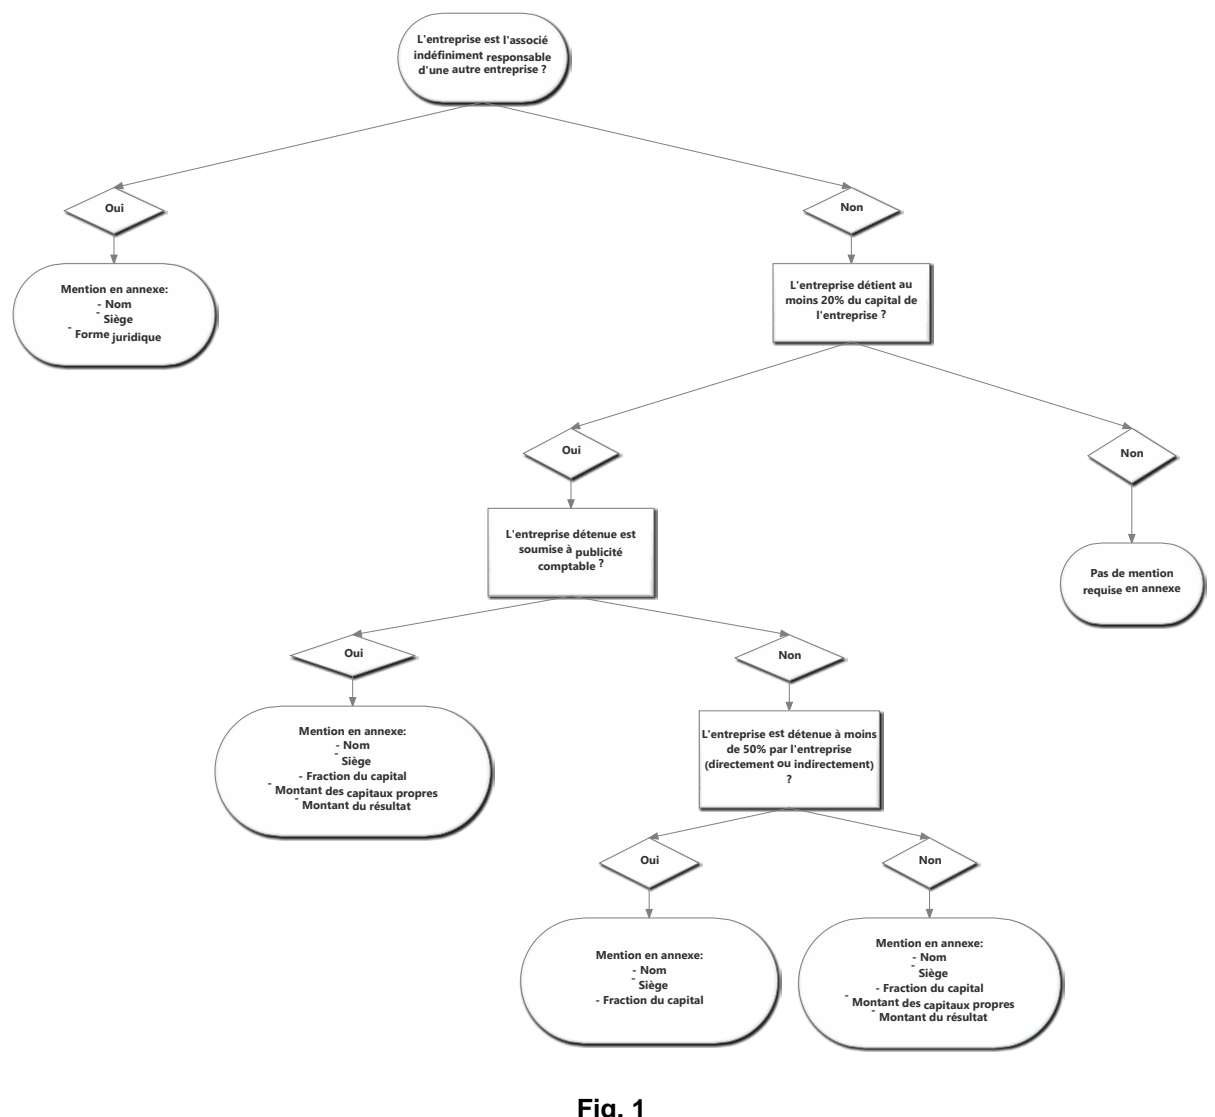 L'entreprise est l'associé
indéfiniment responsable
d'une autre entreprise ?
Oui
Non
Mention en annexe:
- Nom
- Siège
- Forme juridique
L'entreprise détient au
moins 20% du capital de
l'entreprise ?
Oui
Non
L'entreprise détenue est
soumise à publicité
comptable ?
Pas de mention
requise en annexe
Oui
Non
Mention en annexe:
- Nom
- Siège
- Fraction du capital
- Montant des capitaux propres
- Montant du résultat
L'entreprise est détenue à moins
de 50% par l'entreprise
(directement ou indirectement)
?
Oui
Non
Mention en annexe:
- Nom
- Siège
- Fraction du capital
Mention en annexe:
- Nom
- Siège
- Fraction du capital
- Montant des capitaux propres
- Montant du résultat
Fig. 1